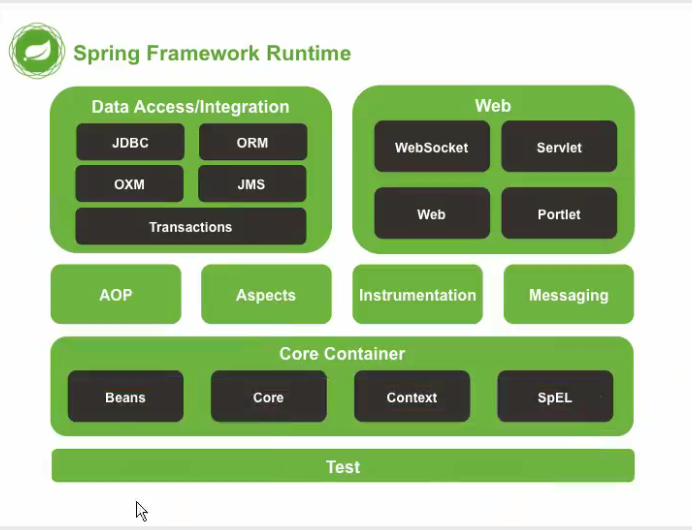 Spring Framework Runtime
Data Access/Integration
JDBC
ORM
OXM
JMS
Transactions
Web
WebSocket
Servlet
Web
Portlet
AOP
Aspects
Instrumentation
Messaging
Core Container
Beans
Core
Context
SpEL
Test